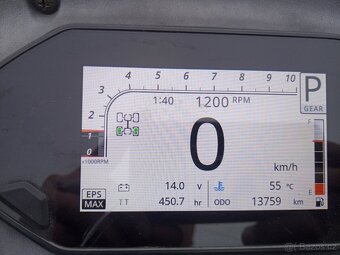 4 5 6 7 8 9 10
3
2
1
0
x1000RPM
1:40 1200 RPM
P
GEAR
0
km/h
F
E
EPS
MAX
14.0 V
55 °C
TT 450.7 hr
ODO 13759 km